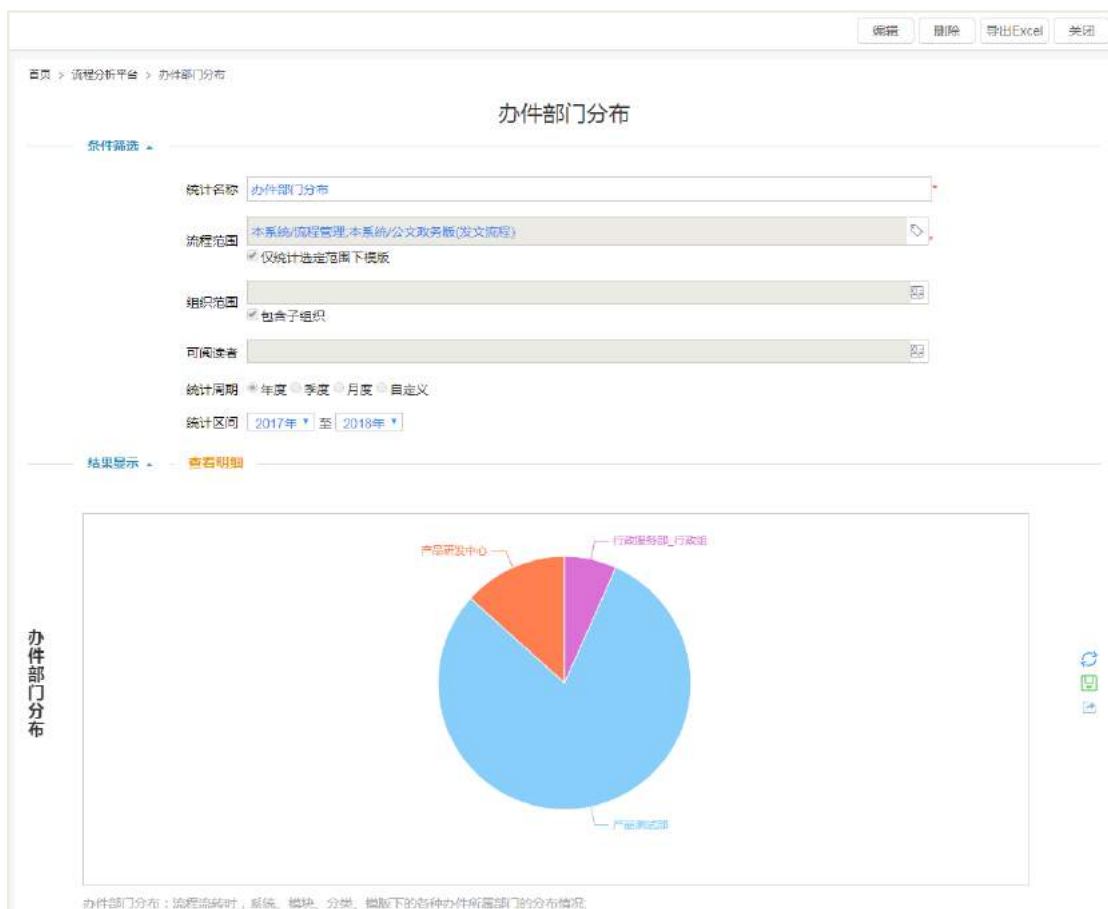 编辑 删除 导出Excel 关闭
首页 > 流程分析平台 > 办件部门分布
办件部门分布
条件筛选
统计名称 办件部门分布 *
流程范围 本系统/流程管理;本系统/公文政务版(发文流程) *
仅统计选定范围下模版
组织范围
包含子组织
可阅读者
统计周期 年度 季度 月度 自定义
统计区间 2017年 至 2018年
结果显示 查看明细
产品研发中心 行政服务部_行政组
办件部门分布
产品测试部
办件部门分布：流程流转时，系统、模块、分类、模版下的各种办件所属部门的分布情况;